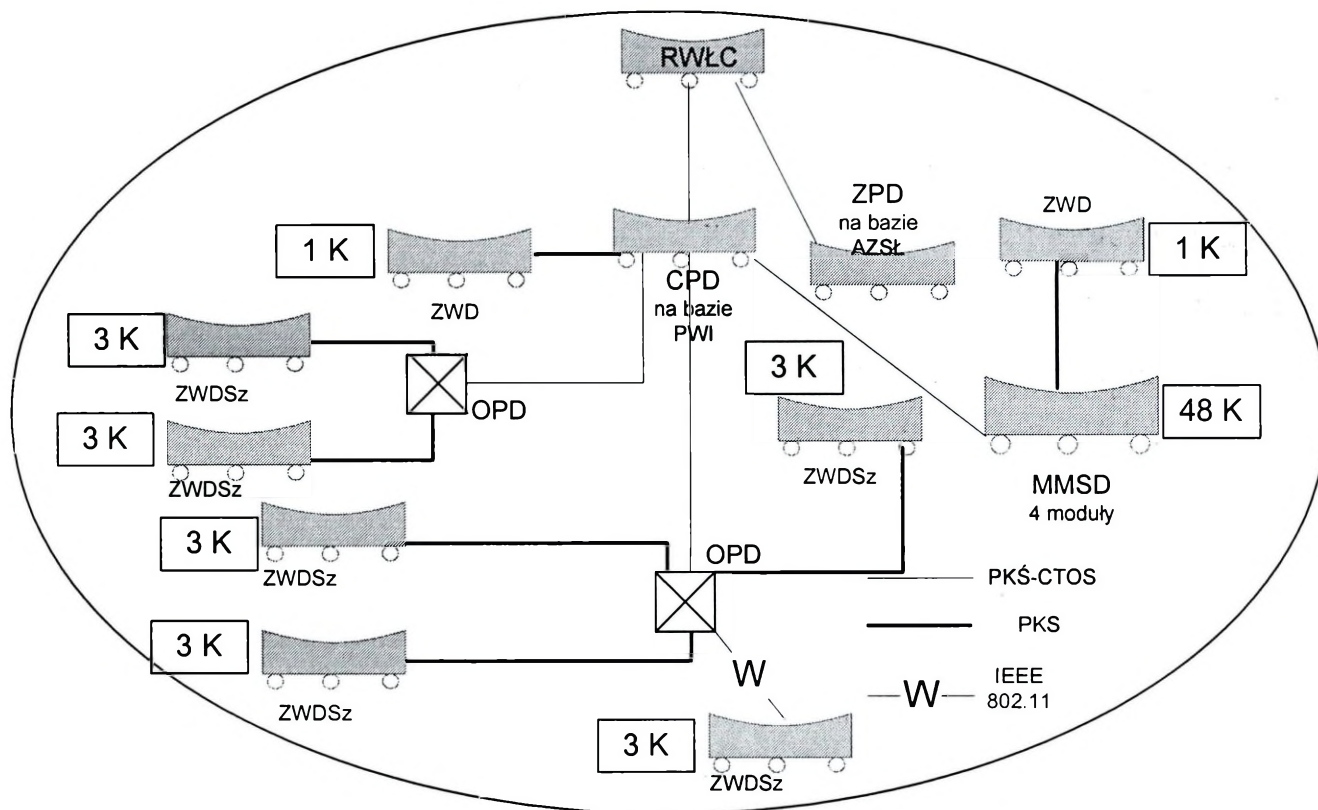 RWŁC
ZPD
na bazie
AZSŁ
ZWD
1 K
1 K
ZWD
CPD
na bazie
PWI
3 K
ZWDSz
OPD
3 K
ZWDSz
3 K
ZWDSz
48 K
MMSD
4 moduły
3 K
ZWDSz
OPD
PKŚ-CTOS
3 K
ZWDSz
PKS
W
W
IEEE
802.11
3 K
ZWDSz